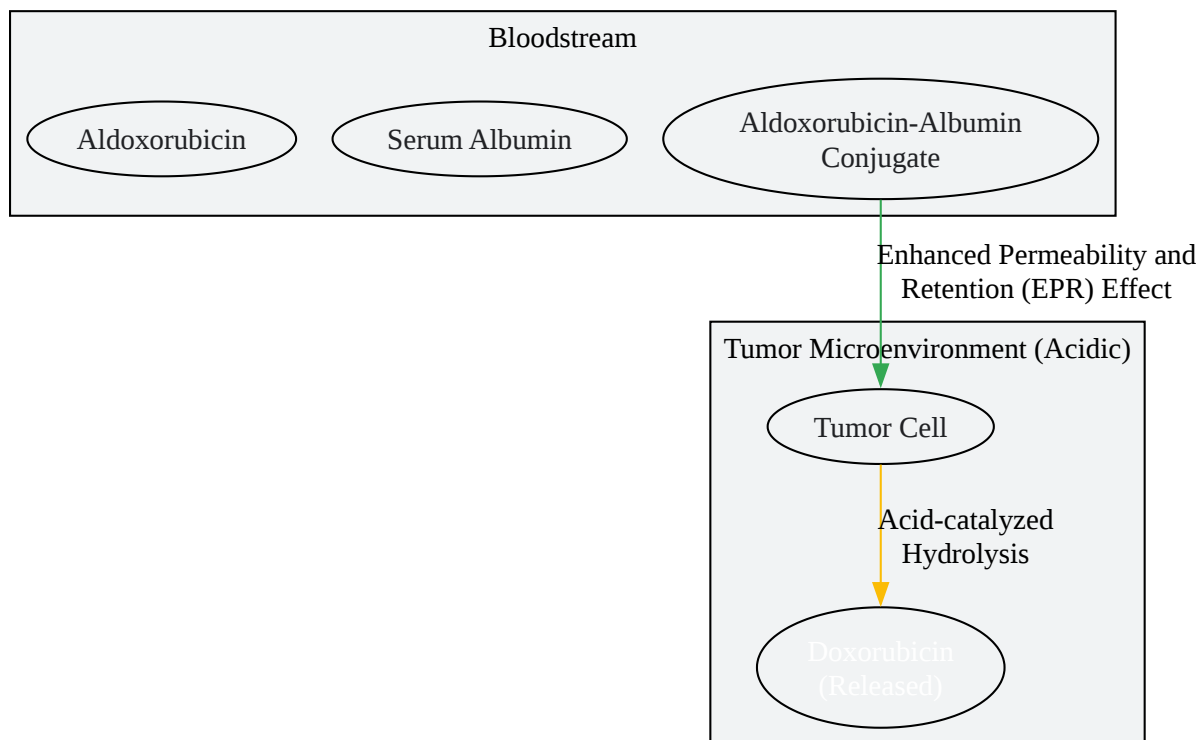 Bloodstream
Aldoxorubicin
Serum Albumin
Aldoxorubicin-Albumin
Conjugate
Enhanced Permeability and
Retention (EPR) Effect
Tumor Microenvironment (Acidic)
Tumor Cell
Acid-catalyzed
Hydrolysis
Doxorubicin
(Released)